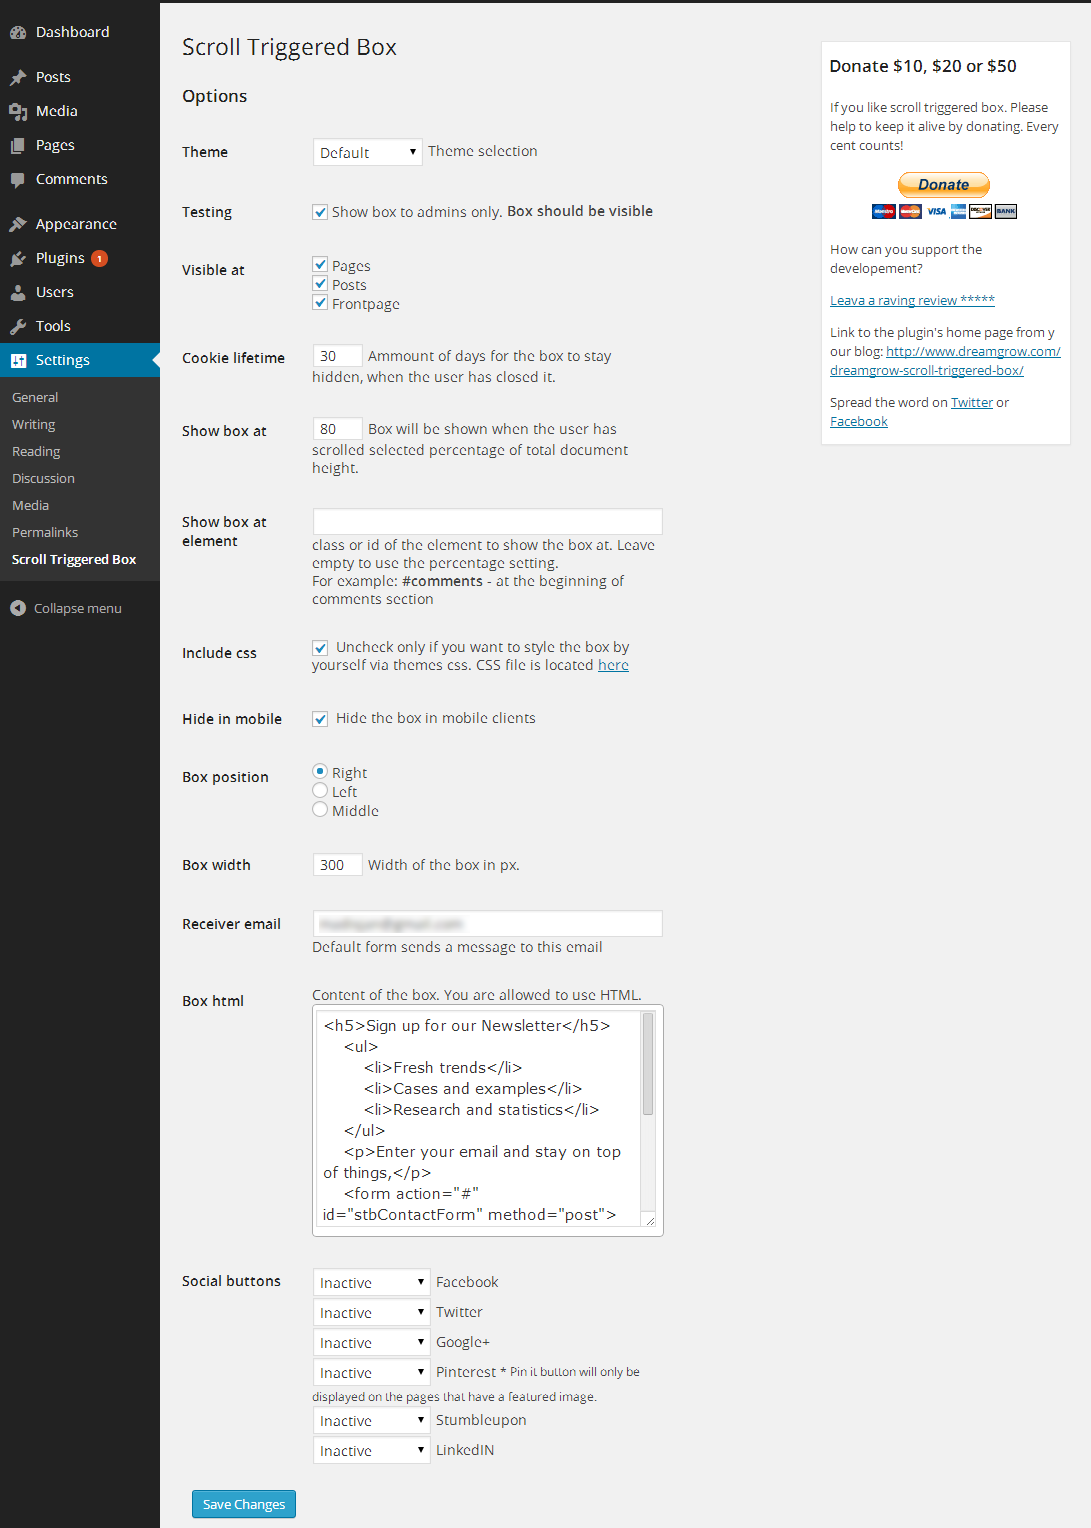 Dashboard
Posts
Media
Pages
Comments
Appearance
Plugins 1
Users
Tools
Settings
General
Writing
Reading
Discussion
Media
Permalinks
Scroll Triggered Box
Collapse menu
Scroll Triggered Box
Options
Theme
Default
Theme selection
Testing
Show box to admins only. Box should be visible
Visible at
Pages
Posts
Frontpage
Cookie lifetime
30 Ammount of days for the box to stay
hidden, when the user has closed it.
Show box at
80 Box will be shown when the user has
scrolled selected percentage of total document
height.
Show box at
element
class or id of the element to show the box at. Leave
empty to use the percentage setting.
For example: #comments - at the beginning of
comments section
Include css
Uncheck only if you want to style the box by
yourself via themes css. CSS file is located here
Hide in mobile
Hide the box in mobile clients
Box position
Right
Left
Middle
Box width
300 Width of the box in px.
Receiver email
Default form sends a message to this email
Box html
Content of the box. You are allowed to use HTML.
<h5>Sign up for our Newsletter</h5>
<ul>
<li>Fresh trends</li>
<li>Cases and examples</li>
<li>Research and statistics</li>
</ul>
<p>Enter your email and stay on top
of things,</p>
<form action="#"
id="stbContactForm" method="post">
Social buttons
Inactive Facebook
Inactive Twitter
Inactive Google+
Inactive Pinterest * Pin it button will only be
displayed on the pages that have a featured image.
Inactive Stumbleupon
Inactive LinkedIN
Save Changes
Donate $10, $20 or $50
If you like scroll triggered box. Please
help to keep it alive by donating. Every
cent counts!
Donate
Maestro MasterCard VISA DISCOVER BANK
How can you support the
developement?
Leava a raving review *****
Link to the plugin's home page from y
our blog: http://www.dreamgrow.com/
dreamgrow-scroll-triggered-box/
Spread the word on Twitter or
Facebook